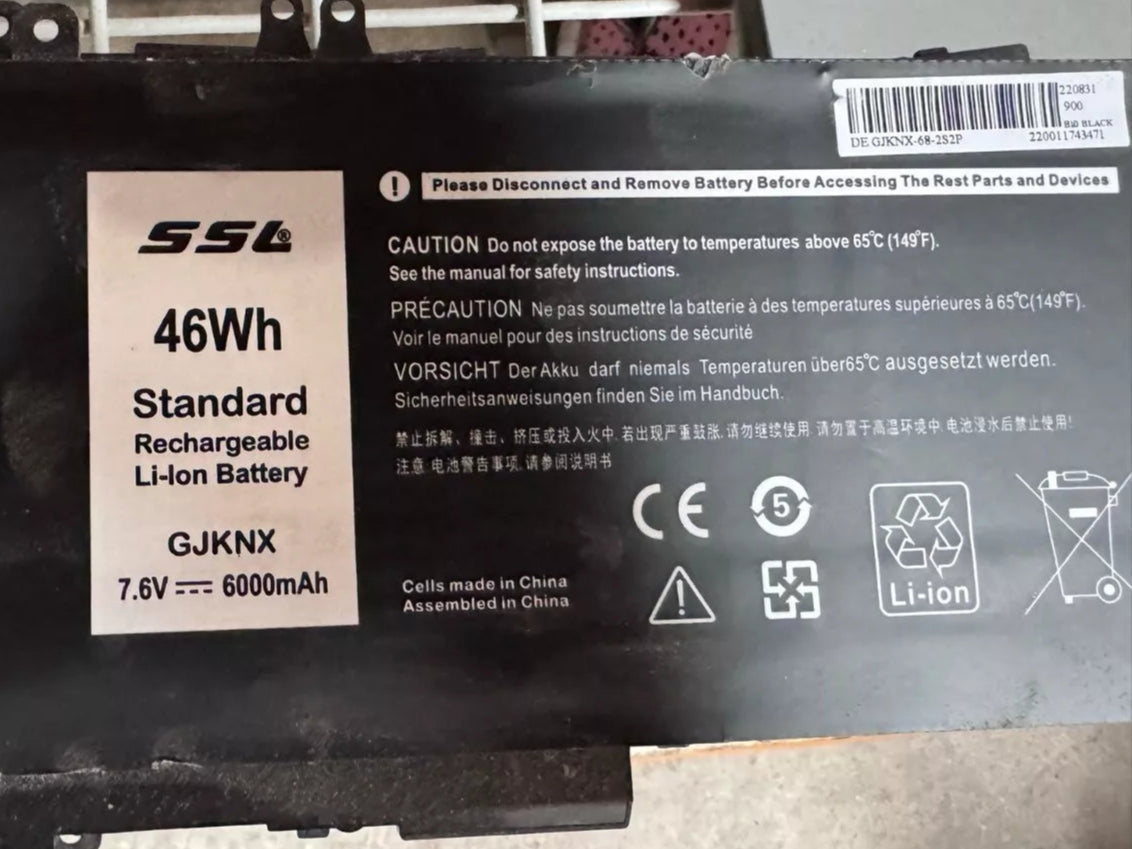 220831
900
Bi0 BLACK
DE GJKNX-68-2S2P 220011743471
! Please Disconnect and Remove Battery Before Accessing The Rest Parts and Devices
SSL®
46Wh
Standard
Rechargeable
Li-Ion Battery
GJKNX
7.6V 6000mAh
CAUTION Do not expose the battery to temperatures above 65℃ (149℉).
See the manual for safety instructions.
PRÉCAUTION Ne pas soumettre la batterie à des temperatures supérieures à 65℃(149℉).
Voir le manuel pour des instructions de sécurité
VORSICHT Der Akku darf niemals Temperaturen über65℃ ausgesetzt werden.
Sicherheitsanweisungen finden Sie im Handbuch.
禁止拆解、撞击、挤压或投入火中.若出现严重鼓胀.请勿继续使用.请勿置于高温环境中.电池浸水后禁止使用!
注意.电池警告事项.请参阅说明书
CE
5
Cells made in China
Assembled in China
Li-ion